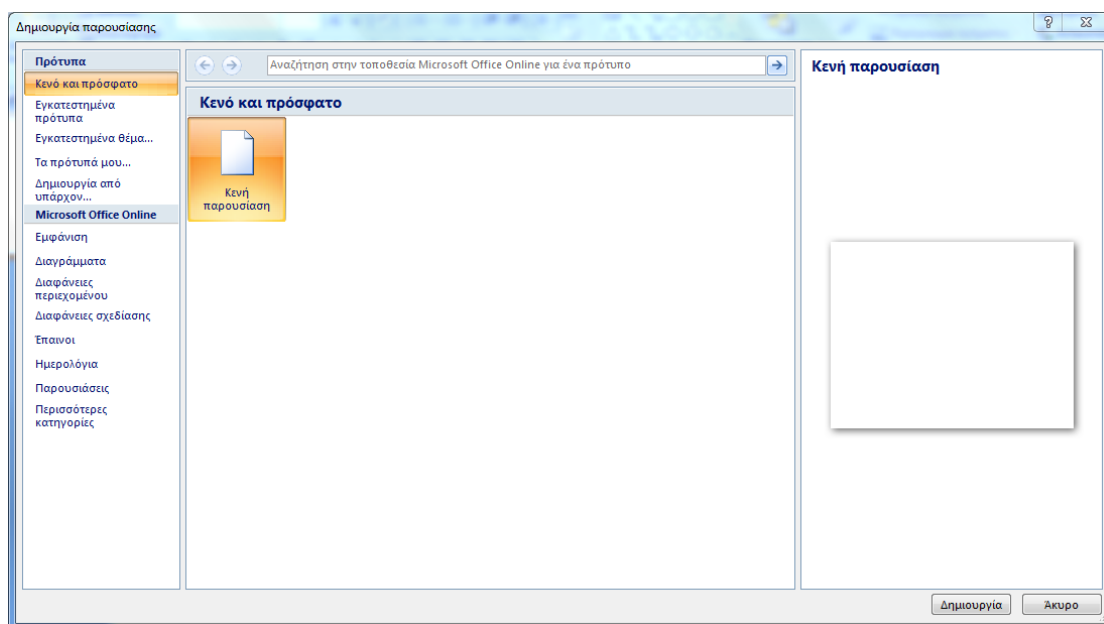 Δημιουργία παρουσίασης
Πρότυπα
Κενό και πρόσφατο
Εγκατεστημένα
πρότυπα
Εγκατεστημένα θέμα...
Τα πρότυπά μου...
Δημιουργία από
υπάρχον...
Microsoft Office Online
Εμφάνιση
Διαγράμματα
Διαφάνειες
περιεχομένου
Διαφάνειες σχεδίασης
Έπαινοι
Ημερολόγια
Παρουσιάσεις
Περισσότερες
κατηγορίες
Αναζήτηση στην τοποθεσία Microsoft Office Online για ένα πρότυπο
Κενό και πρόσφατο
Κενή
παρουσίαση
Κενή παρουσίαση
Δημιουργία
Άκυρο